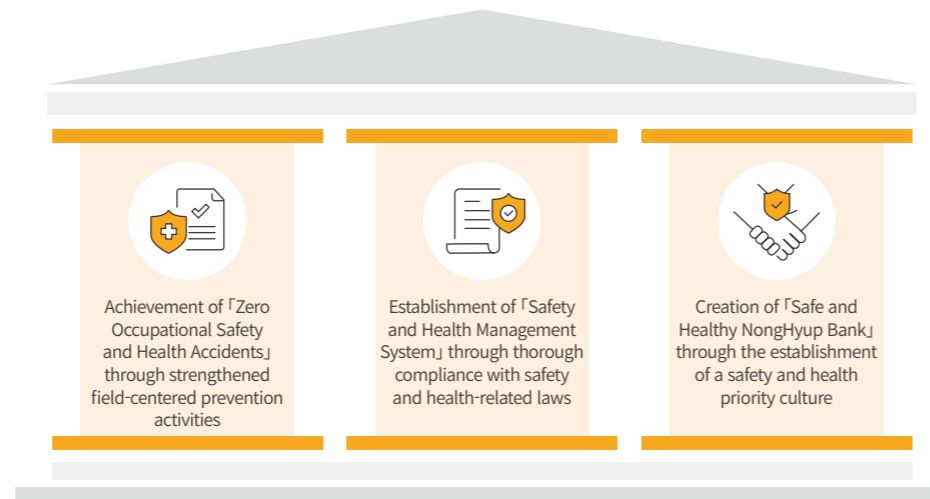 Achievement of「Zero
Occupational Safety
and Health Accidents」
through strengthened
field-centered prevention
activities
Establishment of「Safety
and Health Management
System」through thorough
compliance with safety
and health-related laws
Creation of「Safe and
Healthy NongHyup Bank」
through the establishment
of a safety and health
priority culture